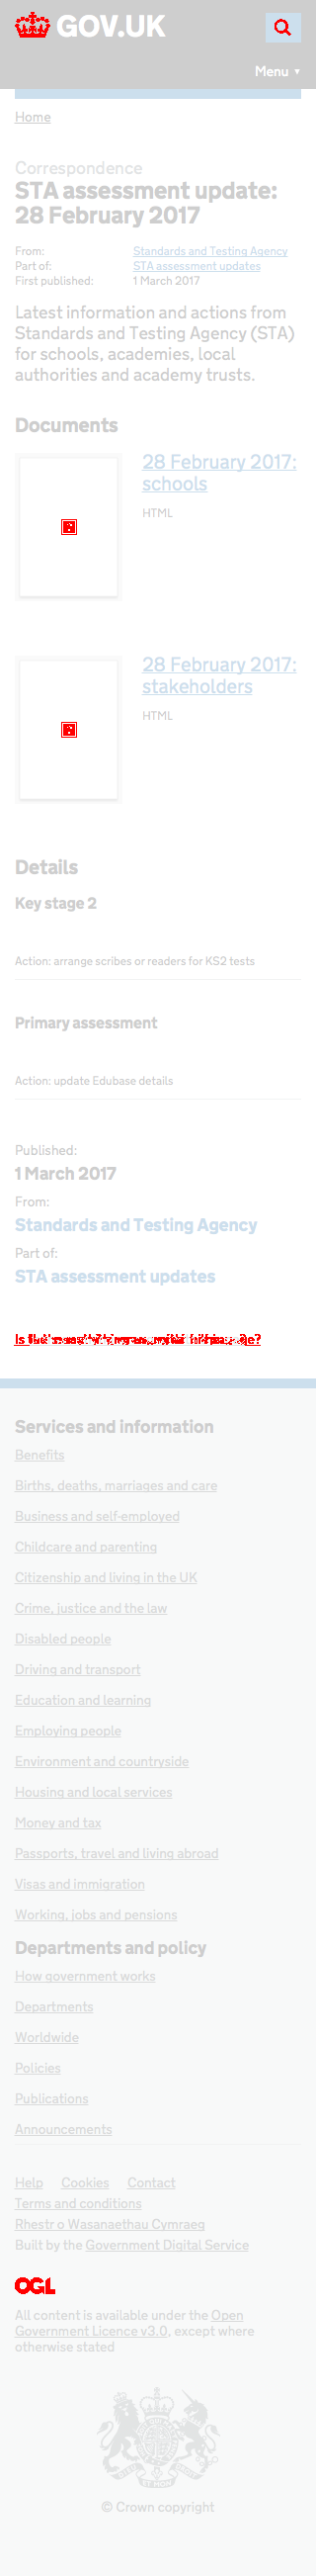 GOV.UK
Menu ▼
Home
Correspondence
STA assessment update:
28 February 2017
From: Standards and Testing Agency
Part of: STA assessment updates
First published: 1 March 2017
Latest information and actions from
Standards and Testing Agency (STA)
for schools, academies, local
authorities and academy trusts.
Documents
28 February 2017:
schools
HTML
28 February 2017:
stakeholders
HTML
Details
Key stage 2
Action: arrange scribes or readers for KS2 tests
Primary assessment
Action: update Edubase details
Published:
1 March 2017
From:
Standards and Testing Agency
Part of:
STA assessment updates
Services and information
Benefits
Births, deaths, marriages and care
Business and self-employed
Childcare and parenting
Citizenship and living in the UK
Crime, justice and the law
Disabled people
Driving and transport
Education and learning
Employing people
Environment and countryside
Housing and local services
Money and tax
Passports, travel and living abroad
Visas and immigration
Working, jobs and pensions
Departments and policy
How government works
Departments
Worldwide
Policies
Publications
Announcements
Help Cookies Contact
Terms and conditions
Rhestr o Wasanaethau Cymraeg
Built by the Government Digital Service
OGL
All content is available under the Open
Government Licence v3.0, except where
otherwise stated
© Crown copyright